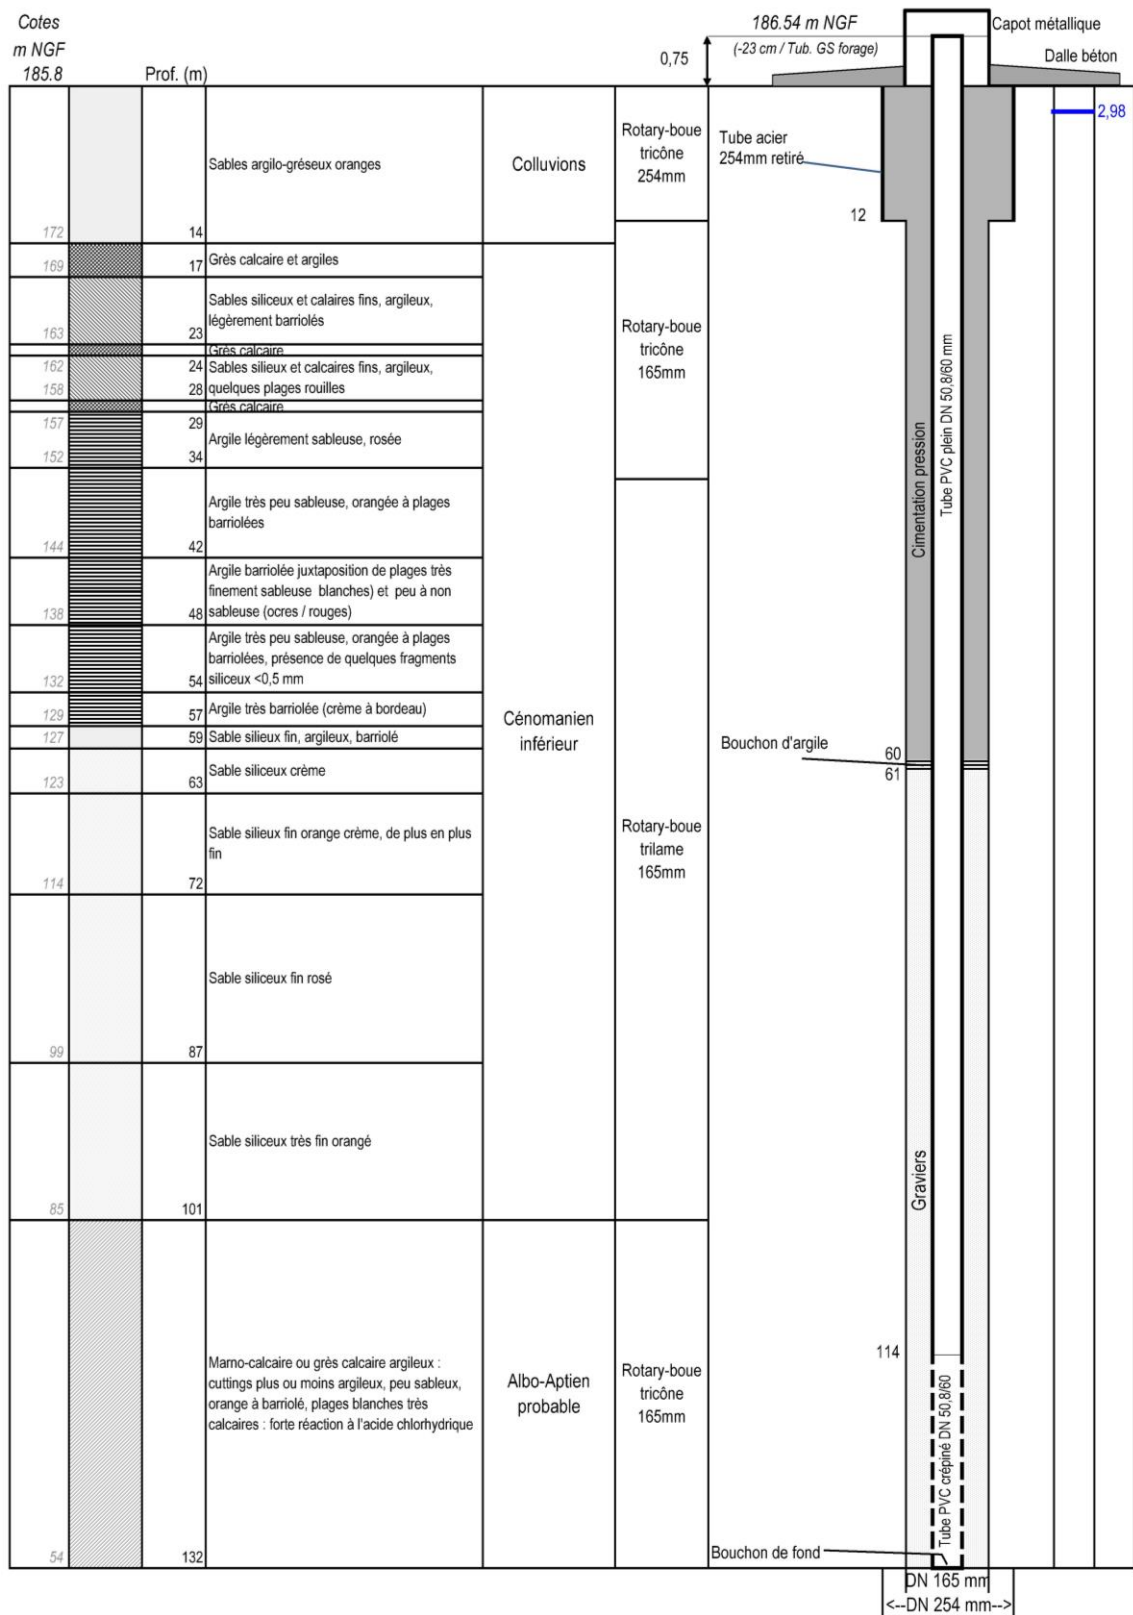 Cotes
m NGF
185.8
Prof. (m)
186.54 m NGF
(-23 cm / Tub. GS forage)
0,75
Capot métallique
Dalle béton
2,98
Sables argilo-gréseux oranges
Colluvions
Rotary-boue
tricône
254mm
Tube acier
254mm retiré
12
172
14
Grès calcaire et argiles
169
17
Sables siliceux et calaires fins, argileux,
légèrement barriolés
163
23
Grès calcaire
Rotary-boue
tricône
165mm
162
24
Sables silieux et calcaires fins, argileux,
158
28
quelques plages rouilles
Grès calcaire
157
29
Argile légèrement sableuse, rosée
152
34
Argile très peu sableuse, orangée à plages
barriolées
144
42
Argile barriolée juxtaposition de plages très
finement sableuse blanches) et peu à non
sableuse (ocres / rouges)
138
48
Argile très peu sableuse, orangée à plages
barriolées, présence de quelques fragments
siliceux <0,5 mm
132
54
Argile très barriolée (crème à bordeau)
129
57
127
59
Sable silieux fin, argileux, barriolé
Cénomanien
inférieur
Sable siliceux crème
123
63
Sable silieux fin orange crème, de plus en plus
fin
114
72
Rotary-boue
trilame
165mm
Sable siliceux fin rosé
99
87
Sable siliceux très fin orangé
85
101
Marno-calcaire ou grès calcaire argileux :
cuttings plus ou moins argileux, peu sableux,
orange à barriolé, plages blanches très
calcaires : forte réaction à l'acide chlorhydrique
Albo-Aptien
probable
Rotary-boue
tricône
165mm
54
132
Cimentation pression
Tube PVC plein DN 50,8/60 mm
Bouchon d'argile
60
61
Graviers
114
Tube PVC crépiné DN 50,8/60
Bouchon de fond
DN 165 mm
<--DN 254 mm-->